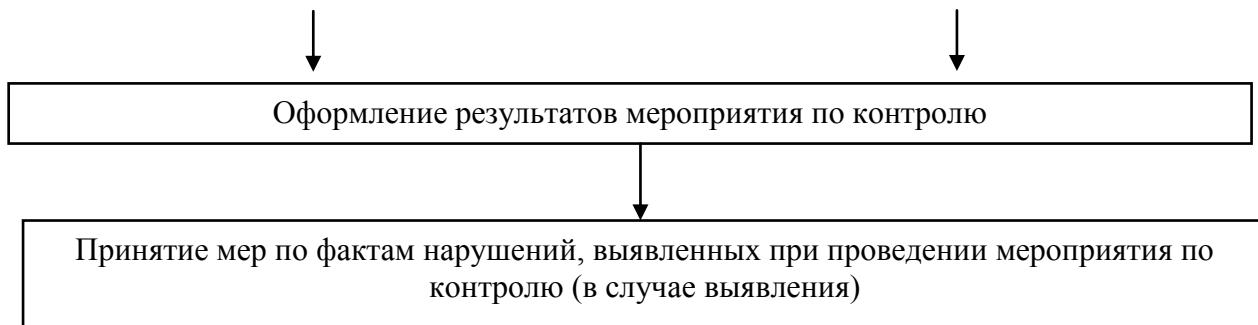 Оформление результатов мероприятия по контролю
Принятие мер по фактам нарушений, выявленных при проведении мероприятия по
контролю (в случае выявления)